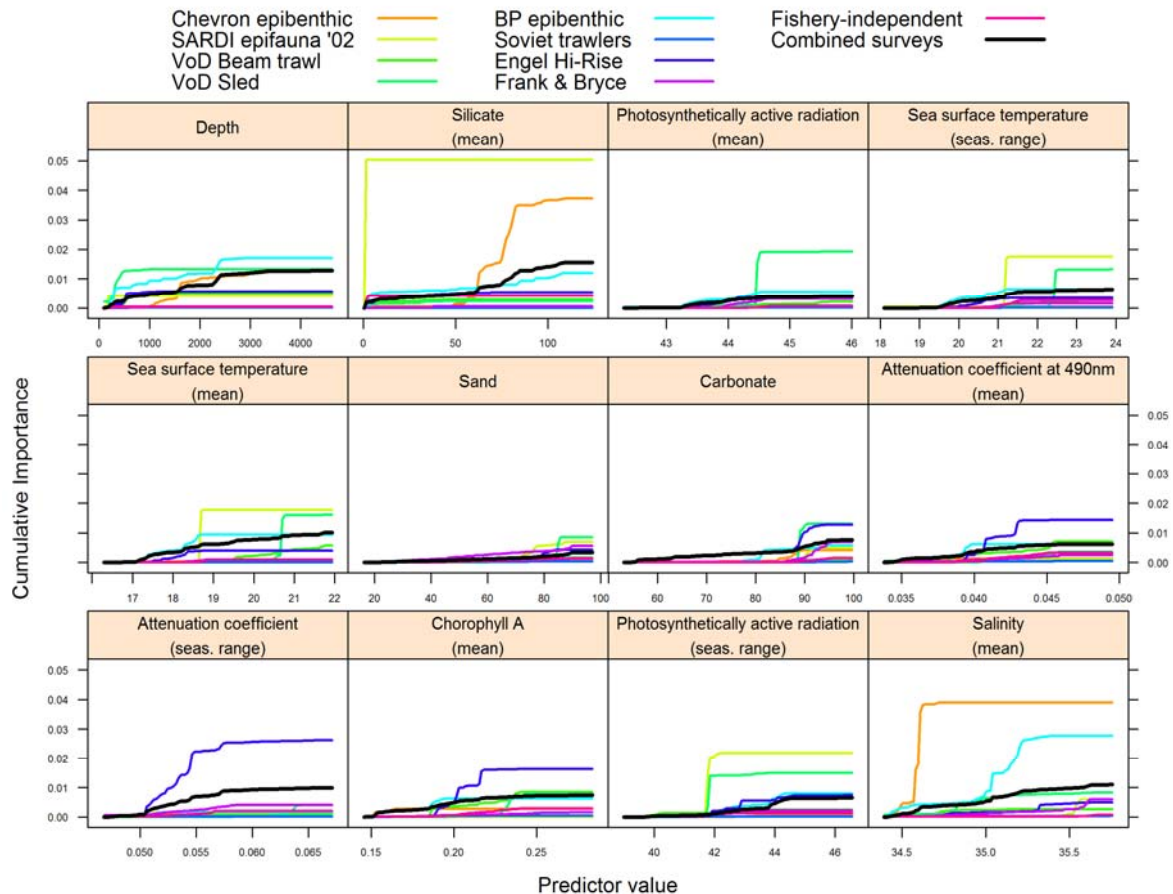 Chevron epibenthic
SARDI epifauna '02
VoD Beam trawl
VoD Sled
BP epibenthic
Soviet trawlers
Engel Hi-Rise
Frank & Bryce
Fishery-independent
Combined surveys
Depth
Silicate
(mean)
Photosynthetically active radiation
(mean)
Sea surface temperature
(seas. range)
0.05
0.04
0.03
0.02
0.01
0.00
0 1000 2000 3000 4000
0 50 100
43 44 45 46
18 19 20 21 22 23 24
Sea surface temperature
(mean)
Sand
Carbonate
Attenuation coefficient at 490nm
(mean)
0.05
0.04
0.03
0.02
0.01
0.00
17 18 19 20 21 22
20 40 60 80 100
60 70 80 90 100
0.035 0.040 0.045 0.050
Attenuation coefficient
(seas. range)
Chorophyll A
(mean)
Photosynthetically active radiation
(seas. range)
Salinity
(mean)
0.05
0.04
0.03
0.02
0.01
0.00
0.050 0.055 0.060 0.065
0.15 0.20 0.25
40 42 44 46
34.5 35.0 35.5
Cumulative Importance
Predictor value